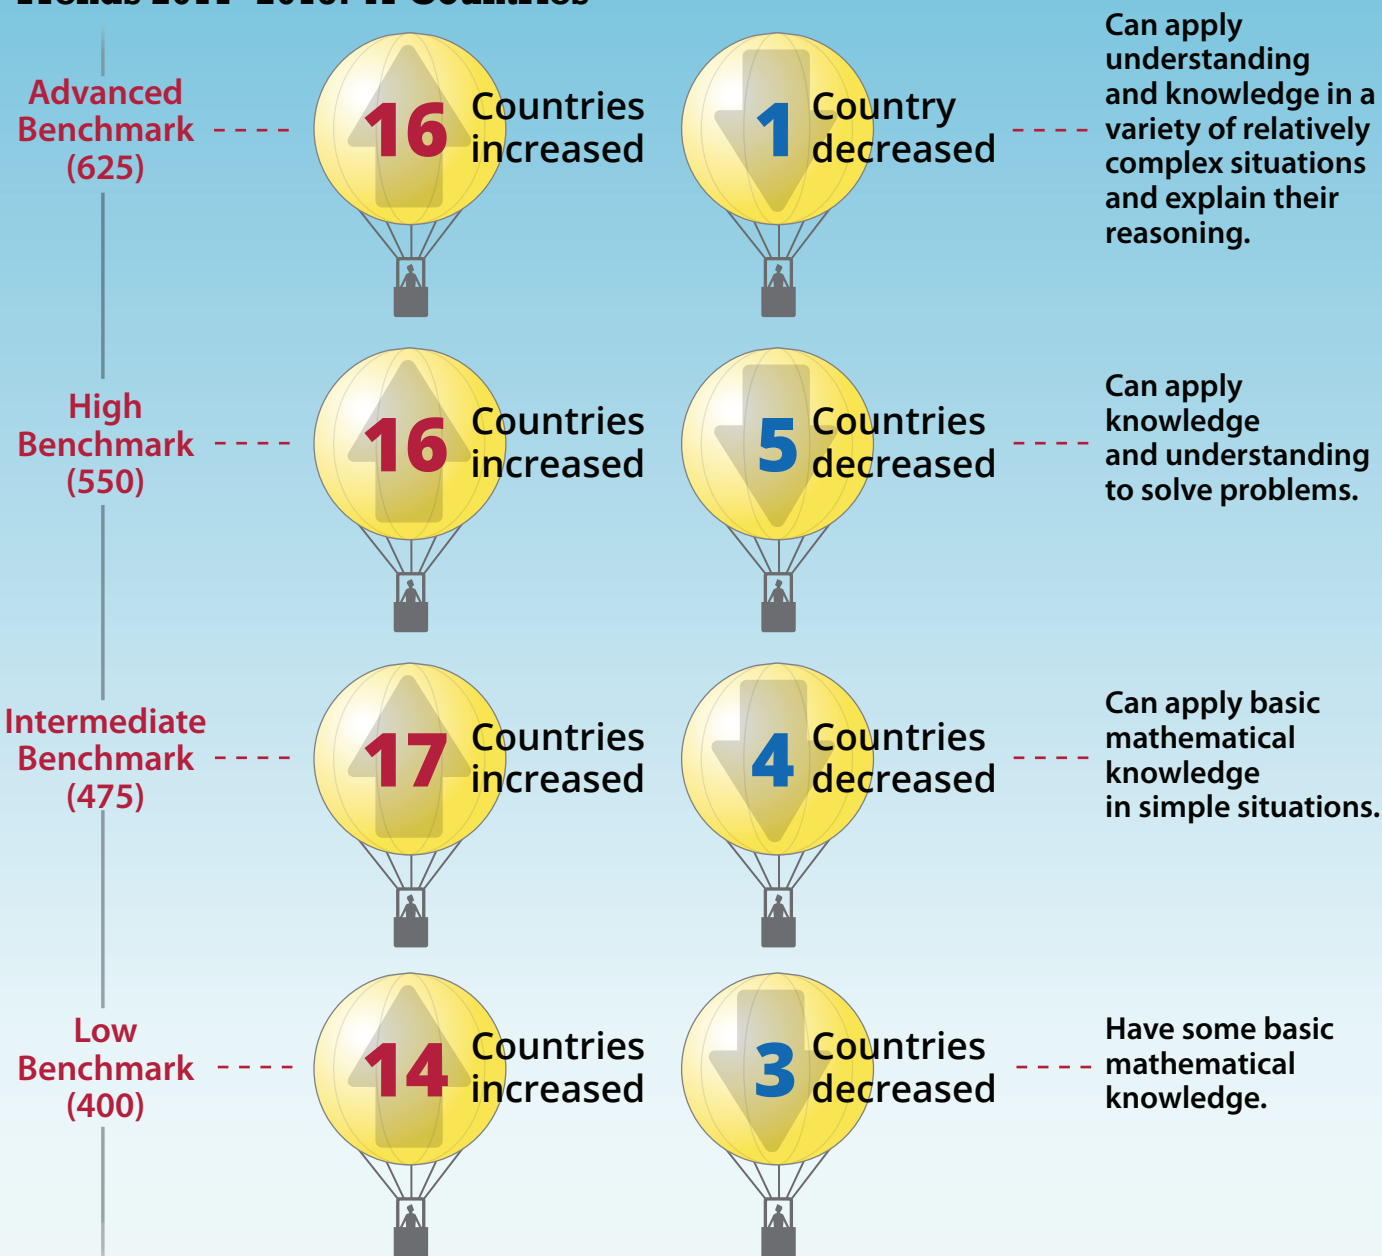 Trends Countries
Advanced
Benchmark
(625)
16
Countries
increased
1
Country
decreased
Can apply
understanding
and knowledge in a
variety of relatively
complex situations
and explain their
reasoning.
High
Benchmark
(550)
16
Countries
increased
5
Countries
decreased
Can apply
knowledge
and understanding
to solve problems.
Intermediate
Benchmark
(475)
17
Countries
increased
4
Countries
decreased
Can apply basic
mathematical
knowledge
in simple situations.
Low
Benchmark
(400)
14
Countries
increased
3
Countries
decreased
Have some basic
mathematical
knowledge.